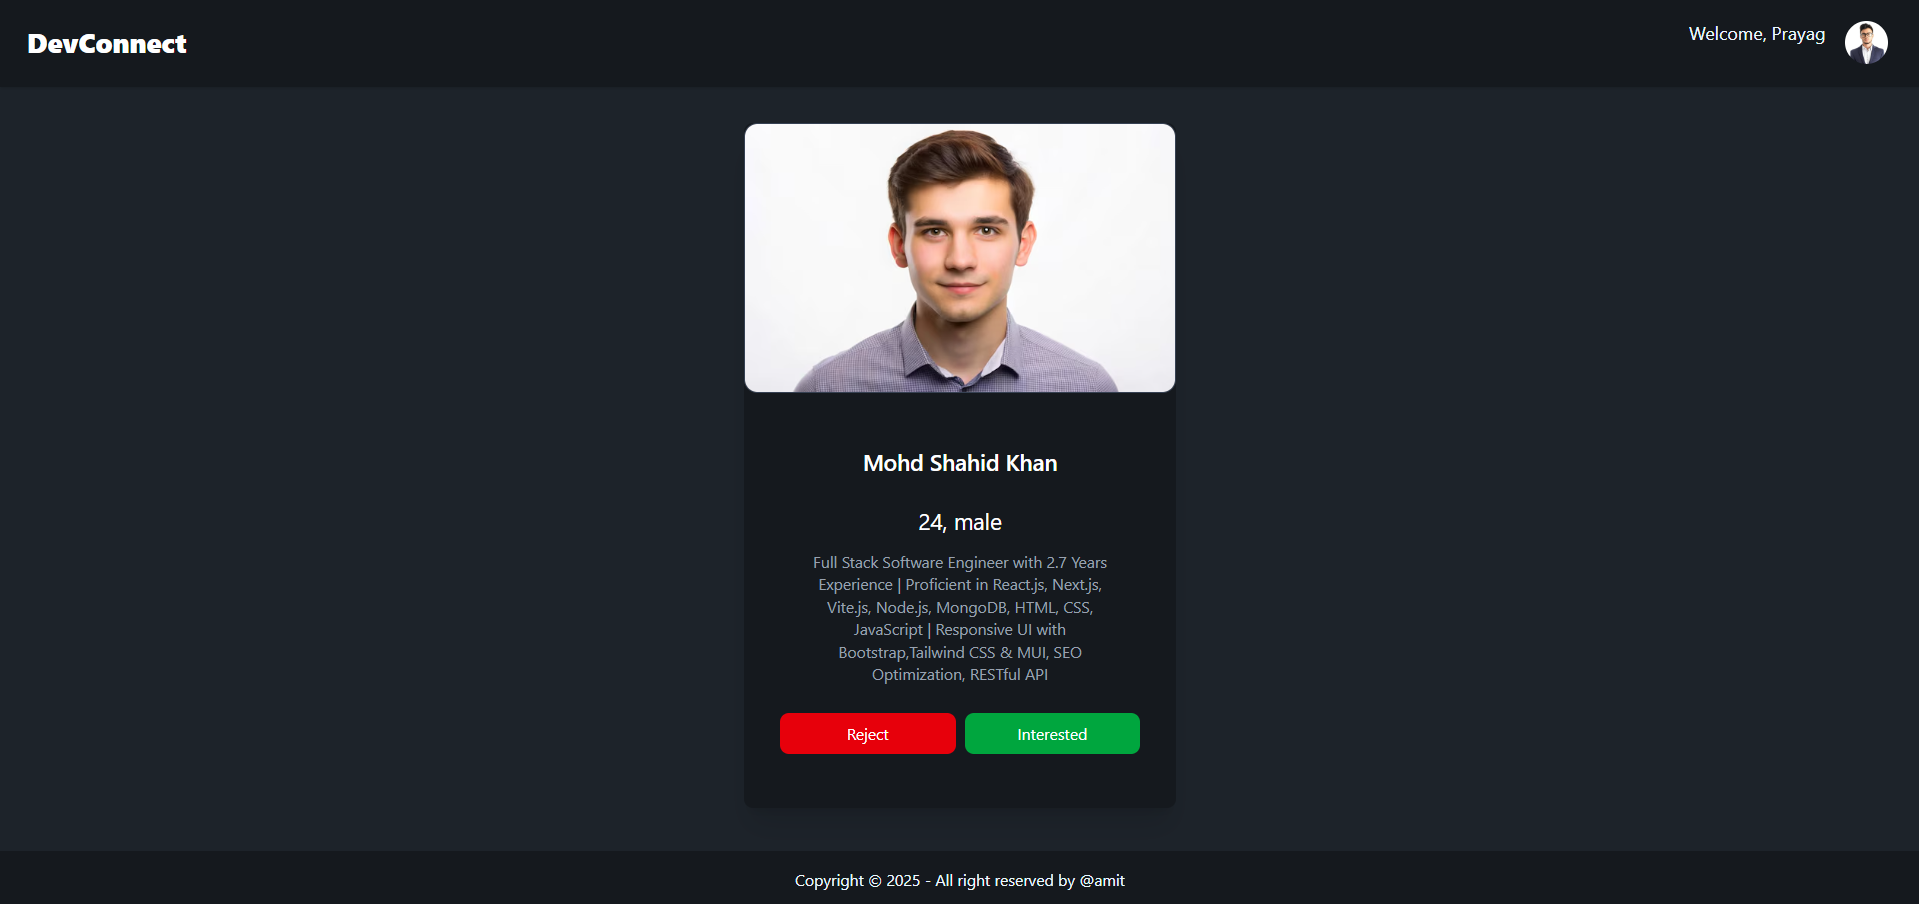 DevConnect
Welcome, Prayag
Mohd Shahid Khan
24, male
Full Stack Software Engineer with 2.7 Years
Experience | Proficient in React.js, Next.js,
Vite.js, Node.js, MongoDB, HTML, CSS,
JavaScript | Responsive UI with
Bootstrap,Tailwind CSS & MUI, SEO
Optimization, RESTful API
Reject
Interested
Copyright © 2025 - All right reserved by @amit